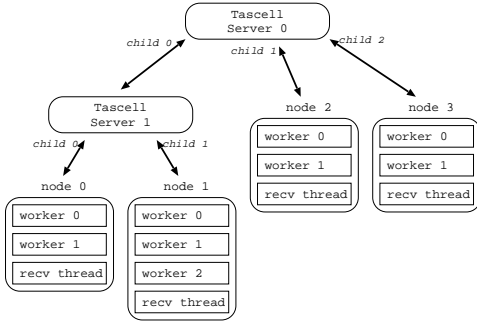 Tascell
Server 0
child 0
child 1
child 2
Tascell
Server 1
child 0
child 1
node 2
node 3
worker 0
worker 1
recv thread
worker 0
worker 1
recv thread
node 0
node 1
worker 0
worker 1
recv thread
worker 0
worker 1
worker 2
recv thread